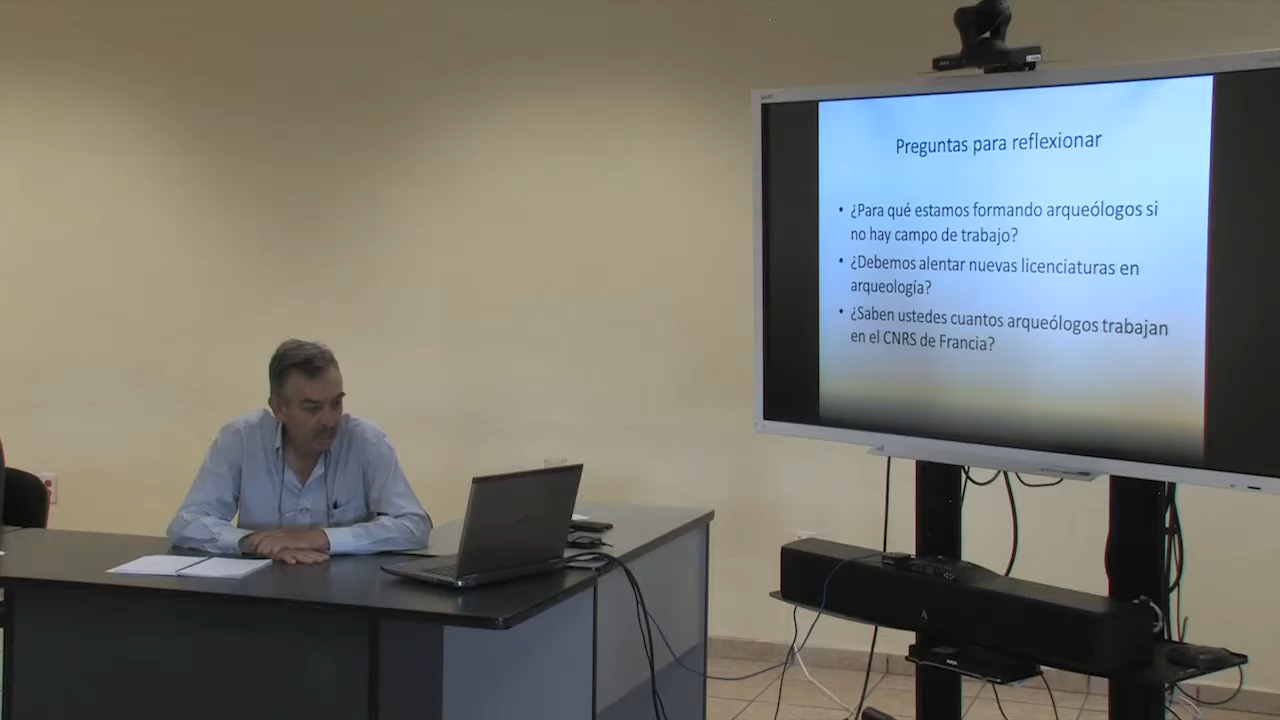 Preguntas para reflexionar
• ¿Para qué estamos formando arqueólogos si
no hay campo de trabajo?
• ¿Debemos alentar nuevas licenciaturas en
arqueología?
• ¿Saben ustedes cuantos arqueólogos trabajan
en el CNRS de Francia?